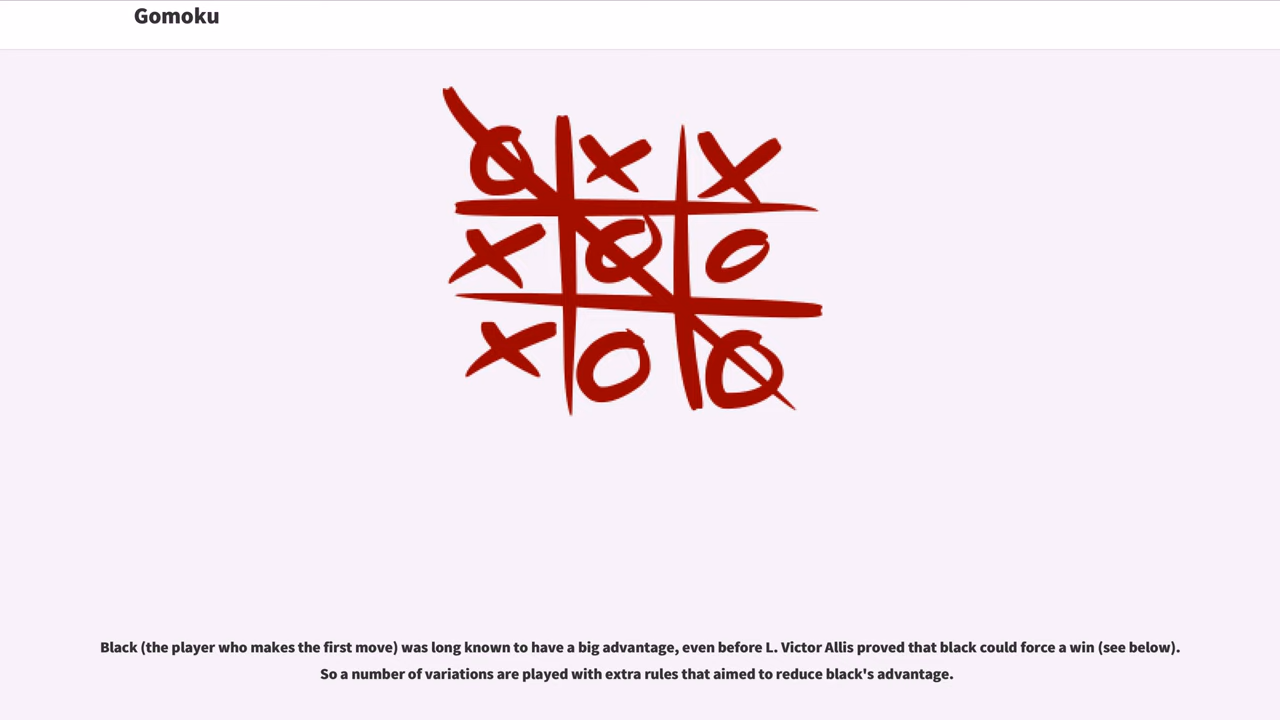 Gomoku
Black (the player who makes the first move) was long known to have a big advantage, even before L. Victor Allis proved that black could force a win (see below).
So a number of variations are played with extra rules that aimed to reduce black's advantage.